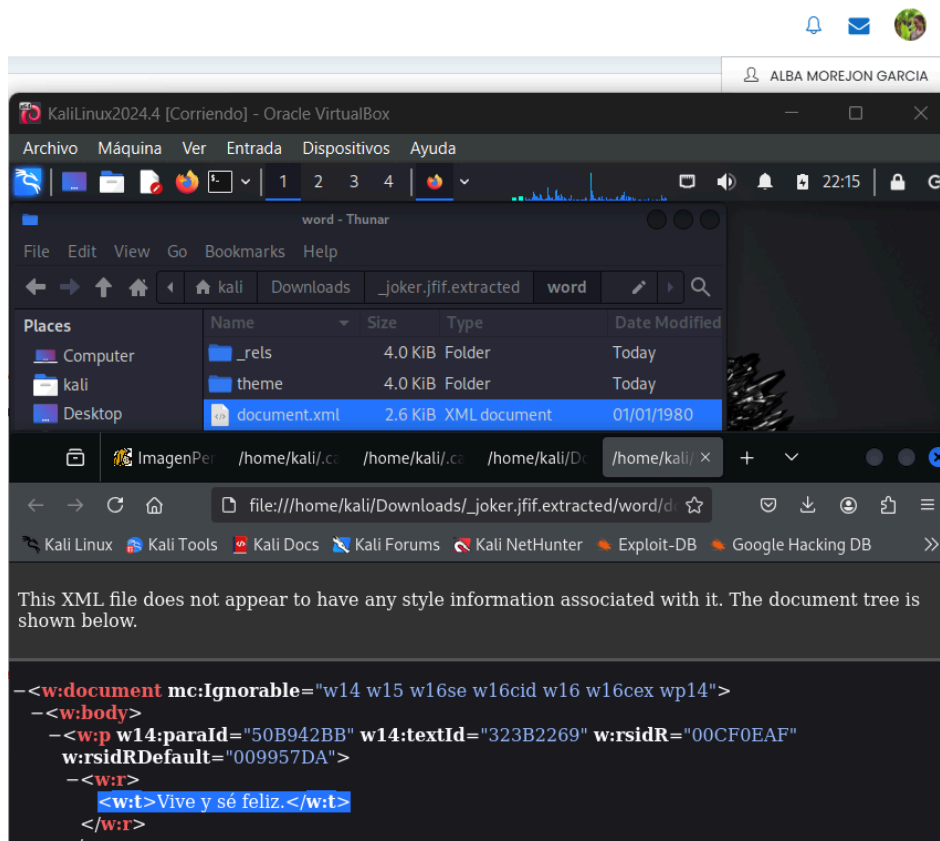 ALBA MOREJON GARCIA
KaliLinux2024.4 [Corriendo] - Oracle VirtualBox
Archivo Máquina Ver Entrada Dispositivos Ayuda
1 2 3 4 22:15
word - Thunar
File Edit View Go Bookmarks Help
kali Downloads _joker.jfif.extracted word
Places Name Size Type Date Modified
Computer _rels 4.0 KiB Folder Today
kali theme 4.0 KiB Folder Today
Desktop document.xml 2.6 KiB XML document 01/01/1980
ImagenPer /home/kali/.ca /home/kali/.ca /home/kali/Do /home/kali/
file:///home/kali/Downloads/_joker.jfif.extracted/word/do
Kali Linux Kali Tools Kali Docs Kali Forums Kali NetHunter Exploit-DB Google Hacking DB
This XML file does not appear to have any style information associated with it. The document tree is
shown below.
−<w:document mc:Ignorable="w14 w15 w16se w16cid w16 w16cex wp14">
−<w:body>
−<w:p w14:paraId="50B942BB" w14:textId="323B2269" w:rsidR="00CF0EAF"
w:rsidRDefault="009957DA">
−<w:r>
<w:t>Vive y sé feliz.</w:t>
</w:r>